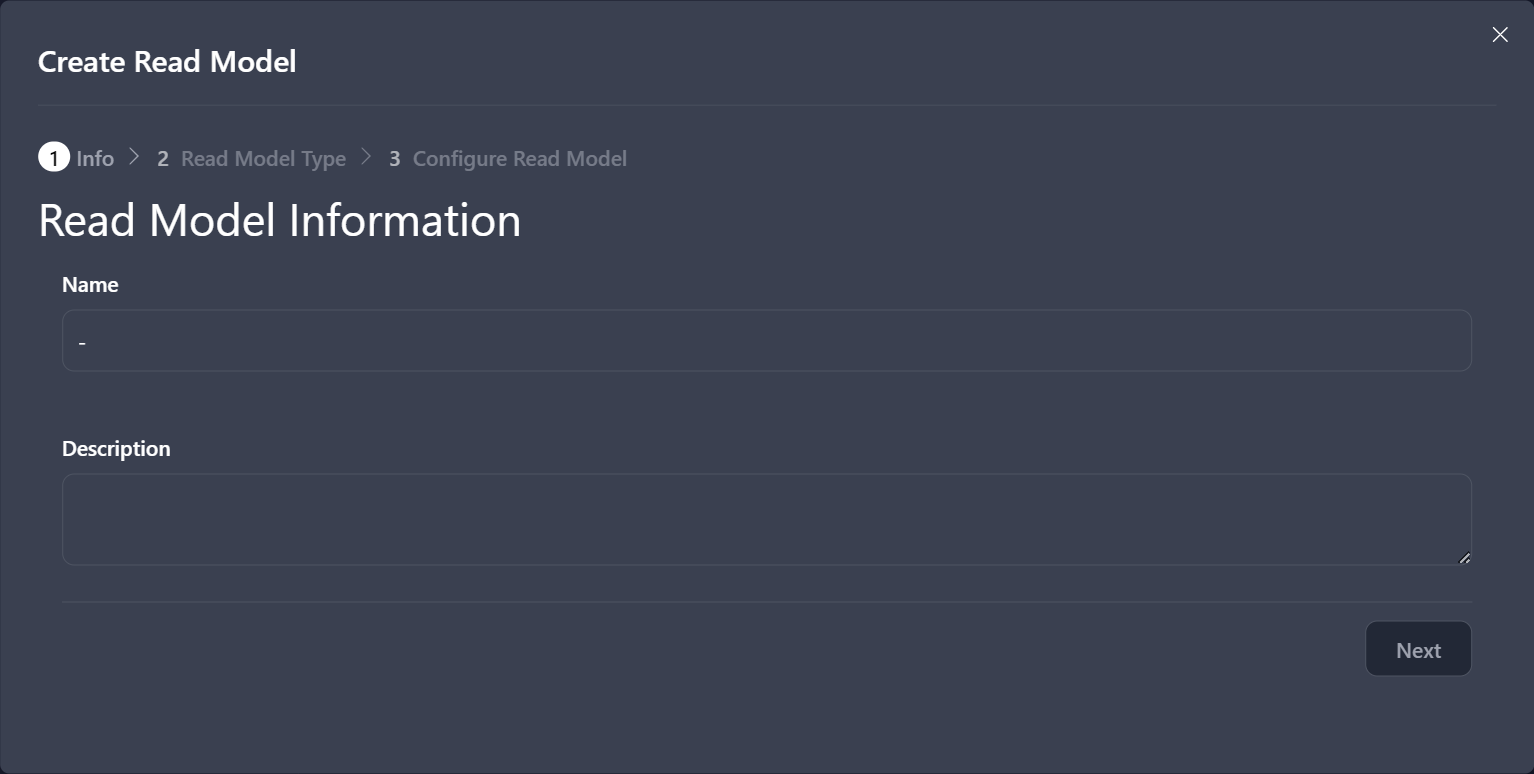 Create Read Model
1 Info 2 Read Model Type 3 Configure Read Model
Read Model Information
Name
-
Description
Next